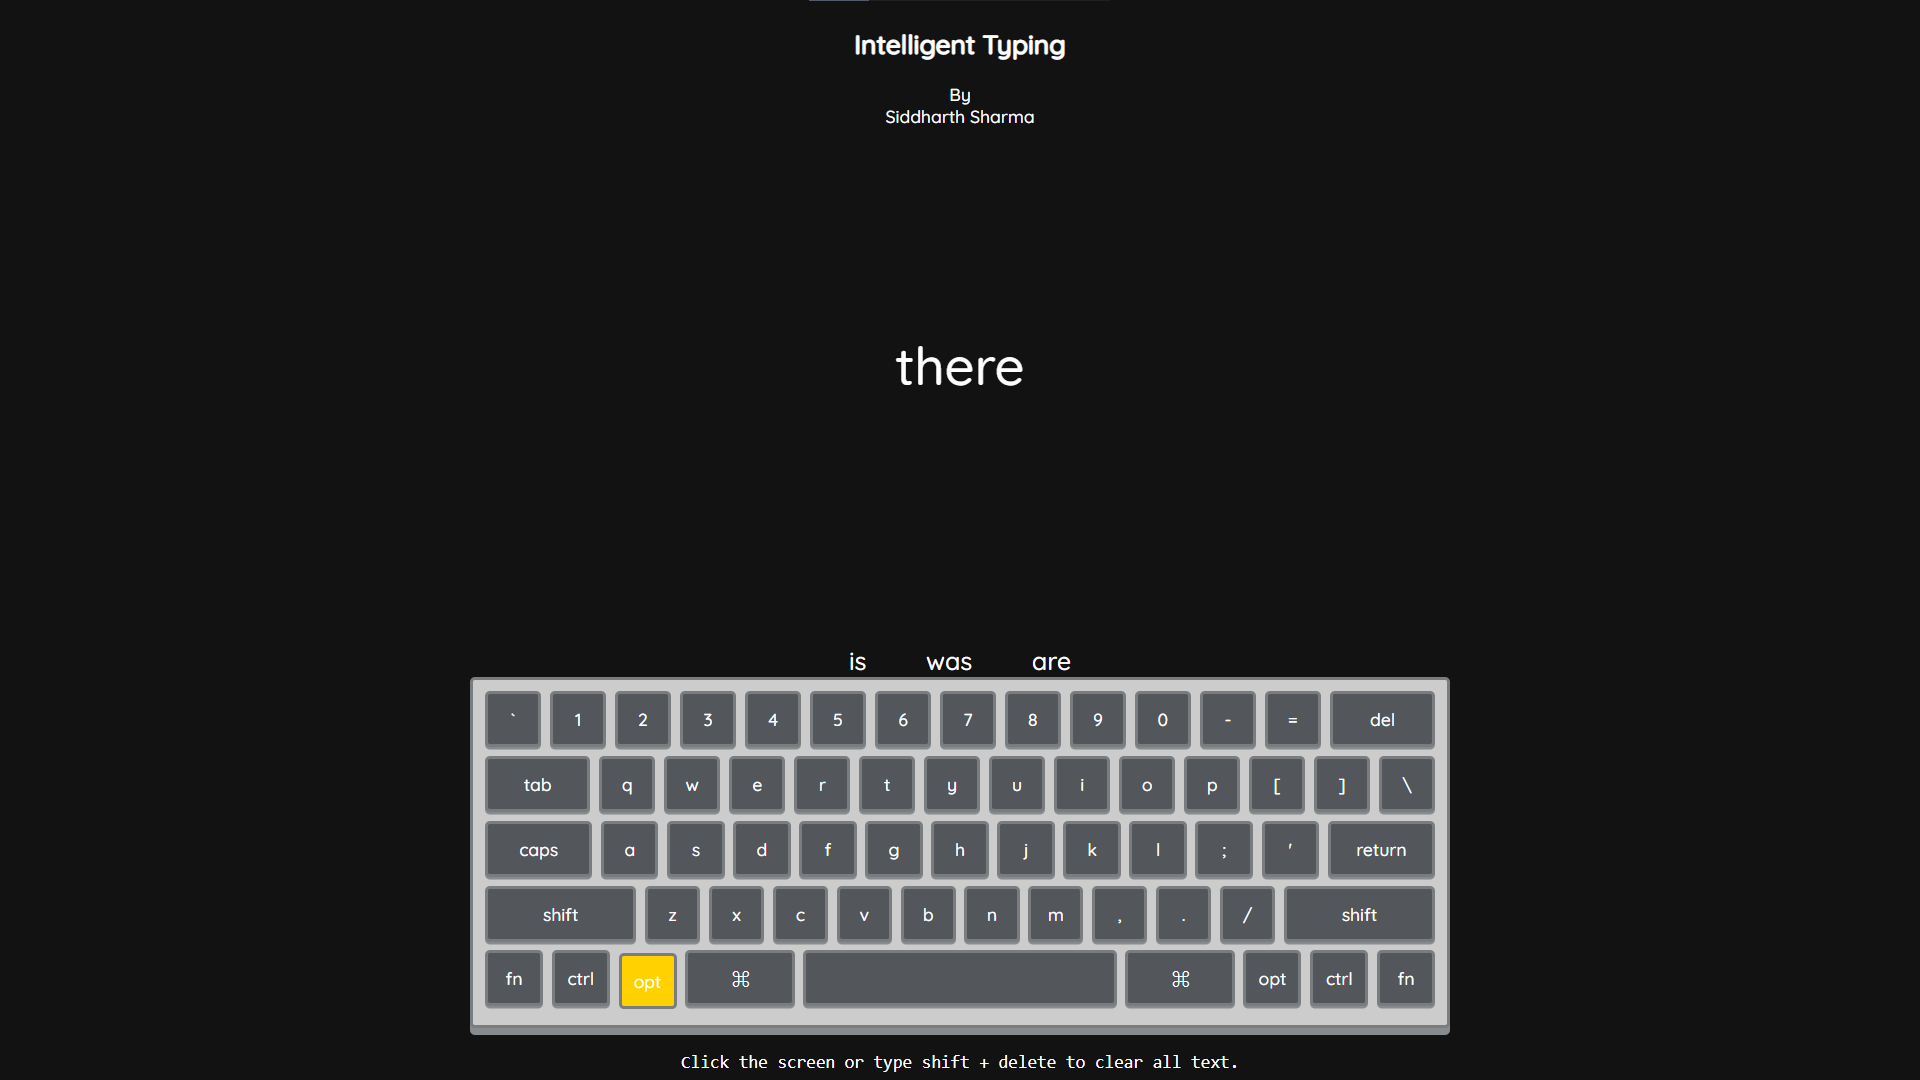 Intelligent Typing
By
Siddharth Sharma
there
is was are
` 1 2 3 4 5 6 7 8 9 0 - = del
tab q w e r t y u i o p [ ] \
caps a s d f g h j k l ; ' return
shift z x c v b n m , . / shift
fn ctrl opt ⌘ ⌘ opt ctrl fn
Click the screen or type shift + delete to clear all text.